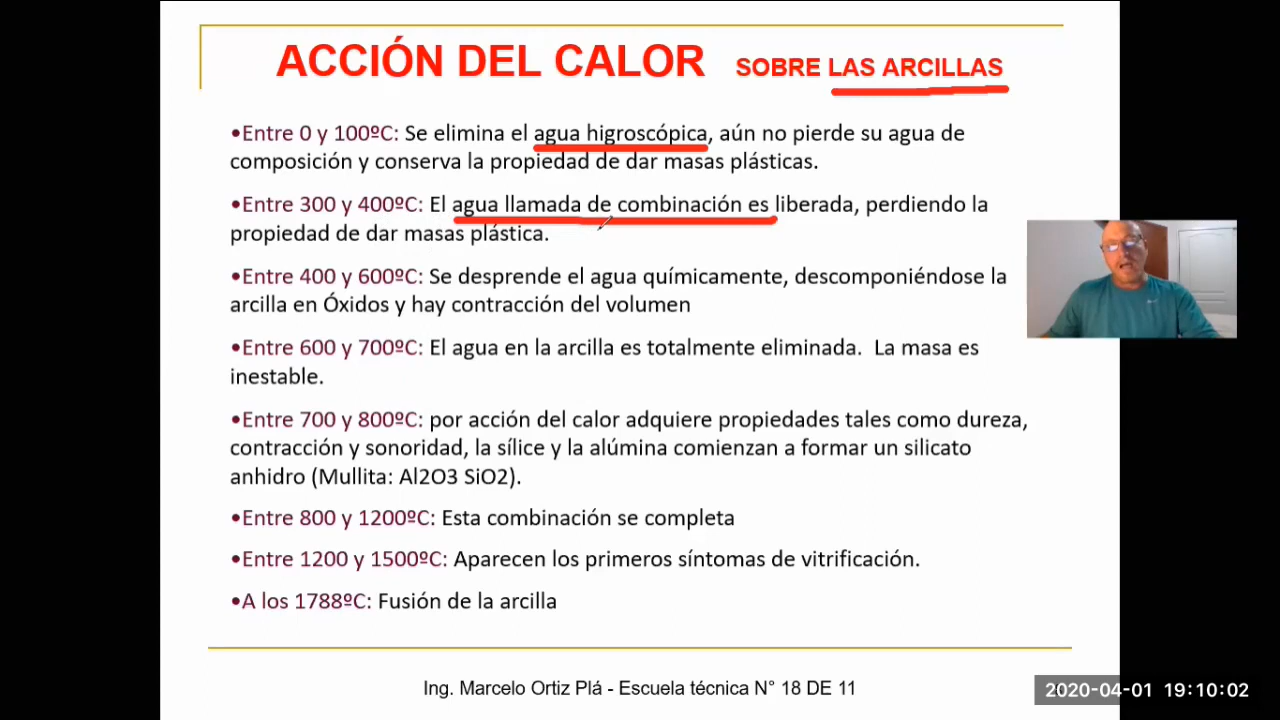 ACCIÓN DEL CALOR SOBRE LAS ARCILLAS
•Entre 0 y 100ºC: Se elimina el agua higroscópica, aún no pierde su agua de
composición y conserva la propiedad de dar masas plásticas.
•Entre 300 y 400ºC: El agua llamada de combinación es liberada, perdiendo la
propiedad de dar masas plástica.
•Entre 400 y 600ºC: Se desprende el agua químicamente, descomponiéndose la
arcilla en Óxidos y hay contracción del volumen
•Entre 600 y 700ºC: El agua en la arcilla es totalmente eliminada. La masa es
inestable.
•Entre 700 y 800ºC: por acción del calor adquiere propiedades tales como dureza,
contracción y sonoridad, la sílice y la alúmina comienzan a formar un silicato
anhidro (Mullita: Al2O3 SiO2).
•Entre 800 y 1200ºC: Esta combinación se completa
•Entre 1200 y 1500ºC: Aparecen los primeros síntomas de vitrificación.
•A los 1788ºC: Fusión de la arcilla
Ing. Marcelo Ortiz Plá - Escuela técnica N° 18 DE 11
2020-04-01 19:10:02